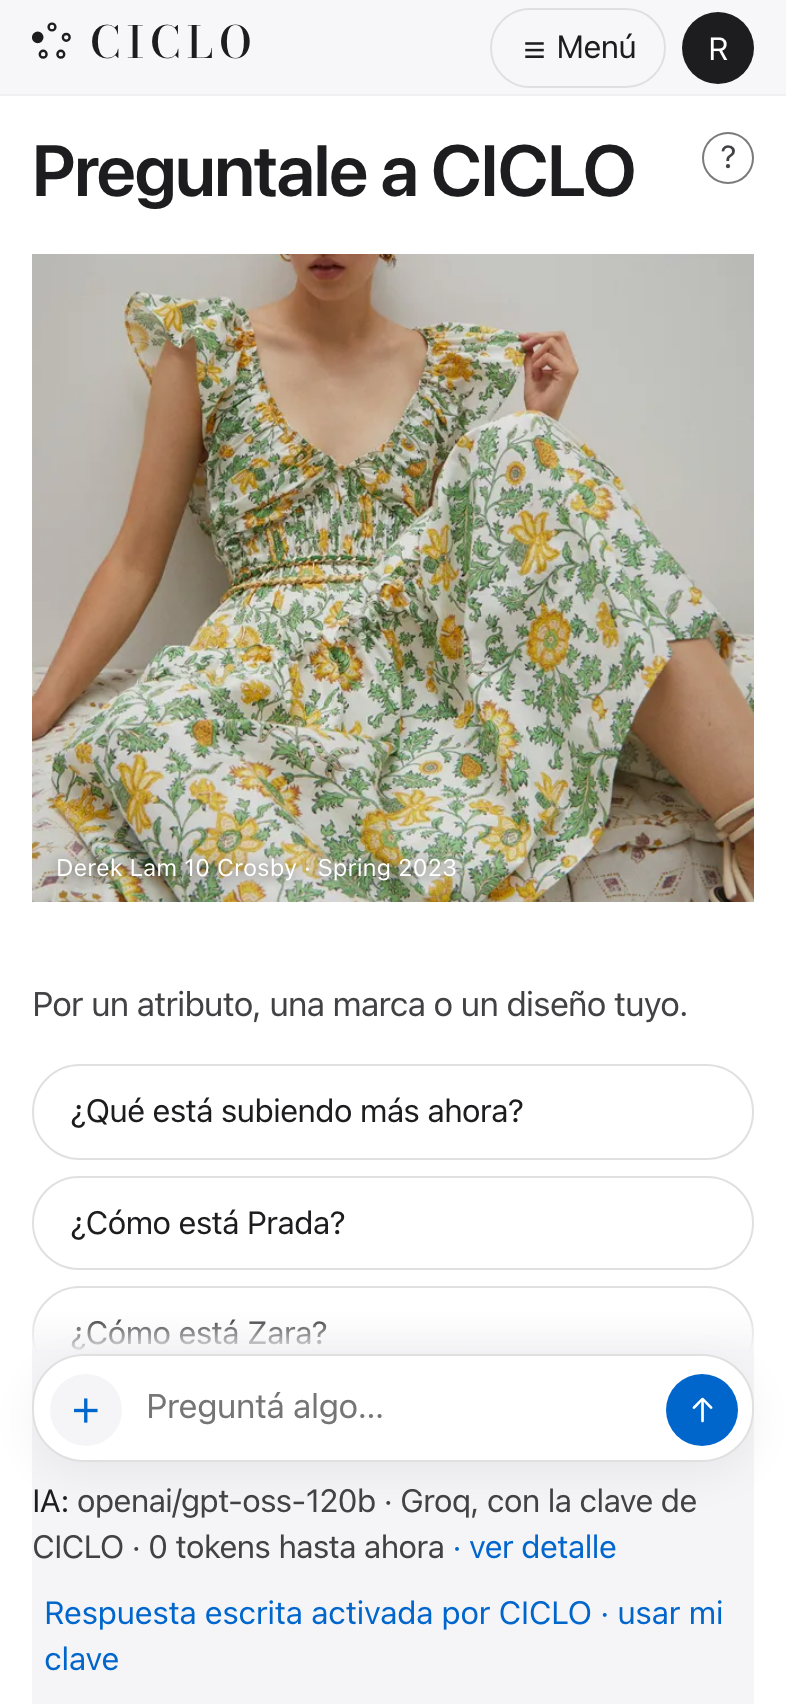 CICLO
≡ Menú
R
Preguntale a CICLO
?
Derek Lam 10 Crosby · Spring 2023
Por un atributo, una marca o un diseño tuyo.
¿Qué está subiendo más ahora?
¿Cómo está Prada?
¿Cómo está Zara?
+ Preguntá algo... ↑
IA: openai/gpt-oss-120b · Groq, con la clave de
CICLO · 0 tokens hasta ahora · ver detalle
Respuesta escrita activada por CICLO · usar mi
clave